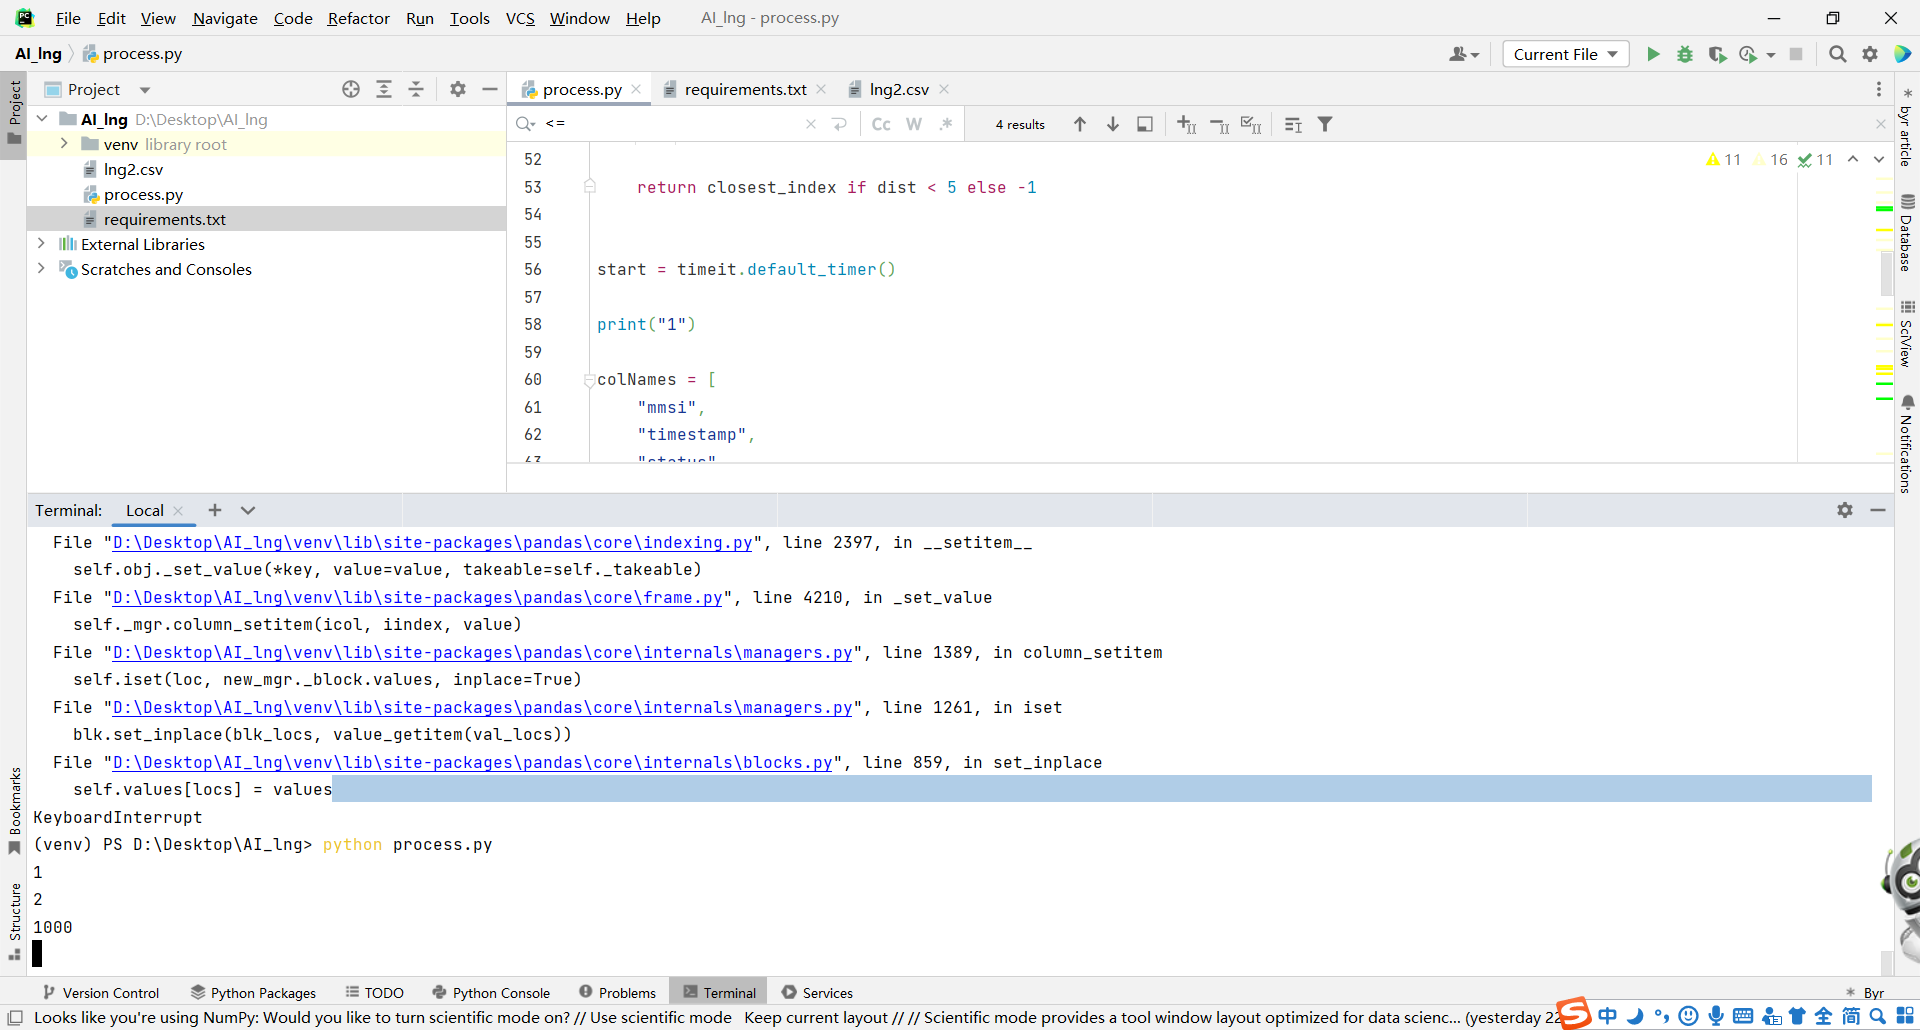 File Edit View Navigate Code Refactor Run Tools VCS Window Help AI_lng - process.py
AI_lng process.py
Current File
Project
Project
process.py
requirements.txt
lng2.csv
AI_lng D:\Desktop\AI_lng
venv library root
lng2.csv
process.py
requirements.txt
External Libraries
Scratches and Consoles
<=
Cc W .*
4 results
11 16 11
52
53 return closest_index if dist < 5 else -1
54
55
56 start = timeit.default_timer()
57
58 print("1")
59
60 colNames = [
61 "mmsi",
62 "timestamp",
63 "status"
byr article
Database
SciView
Notifications
Terminal: Local
File "D:\Desktop\AI_lng\venv\lib\site-packages\pandas\core\indexing.py", line 2397, in __setitem__
self.obj._set_value(*key, value=value, takeable=self._takeable)
File "D:\Desktop\AI_lng\venv\lib\site-packages\pandas\core\frame.py", line 4210, in _set_value
self._mgr.column_setitem(icol, iindex, value)
File "D:\Desktop\AI_lng\venv\lib\site-packages\pandas\core\internals\managers.py", line 1389, in column_setitem
self.iset(loc, new_mgr._block.values, inplace=True)
File "D:\Desktop\AI_lng\venv\lib\site-packages\pandas\core\internals\managers.py", line 1261, in iset
blk.set_inplace(blk_locs, value_getitem(val_locs))
File "D:\Desktop\AI_lng\venv\lib\site-packages\pandas\core\internals\blocks.py", line 859, in set_inplace
self.values[locs] = values
KeyboardInterrupt
(venv) PS D:\Desktop\AI_lng> python process.py
1
2
1000
Bookmarks
Structure
Version Control Python Packages TODO Python Console Problems Terminal Services
Byr
Looks like you're using NumPy: Would you like to turn scientific mode on? // Use scientific mode Keep current layout // // Scientific mode provides a tool window layout optimized for data scienc... (yesterday 22
S 中 全 简